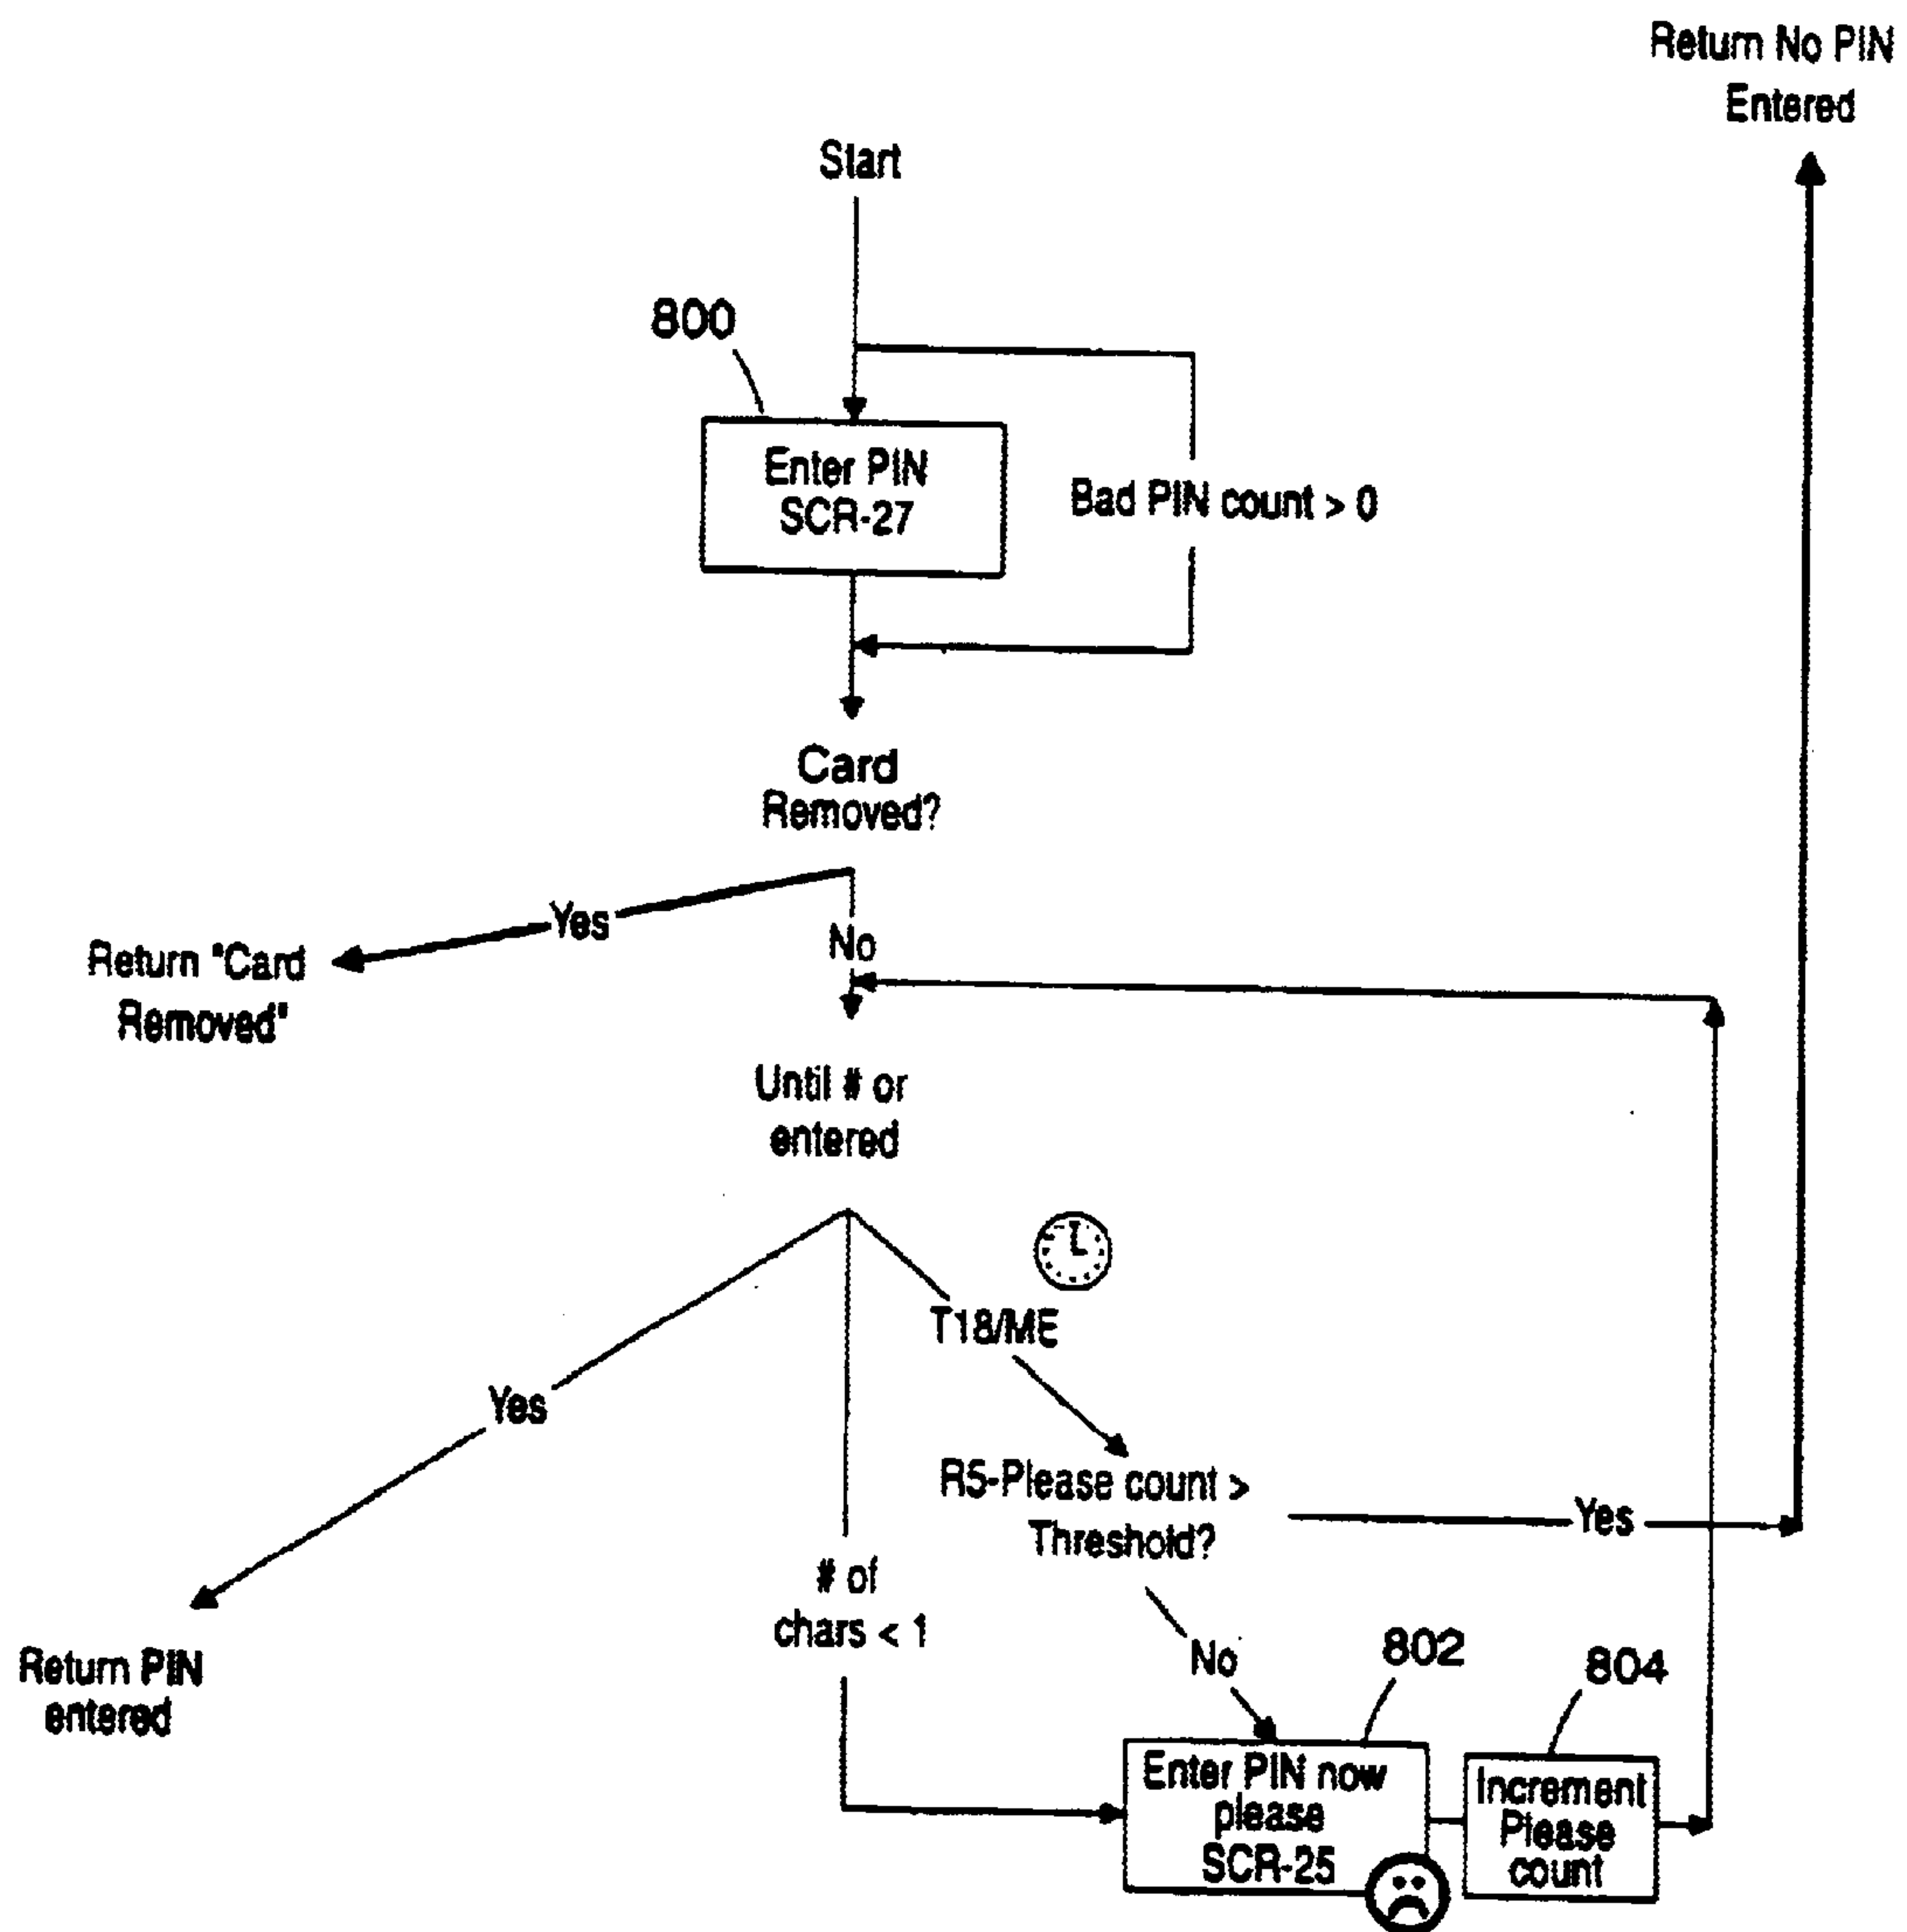 Return No PIN
Entered
Start
800
Enter PIN
SCR-27
Bad PIN count > 0
Card
Removed?
Yes
No
Return "Card
Removed"
Until # or
entered
T18/ME
Yes
R5-Please count >
Threshold?
Yes
# of
chars < 1
No
802
804
Return PIN
entered
Enter PIN now
please
SCR-25
Increment
Please
count